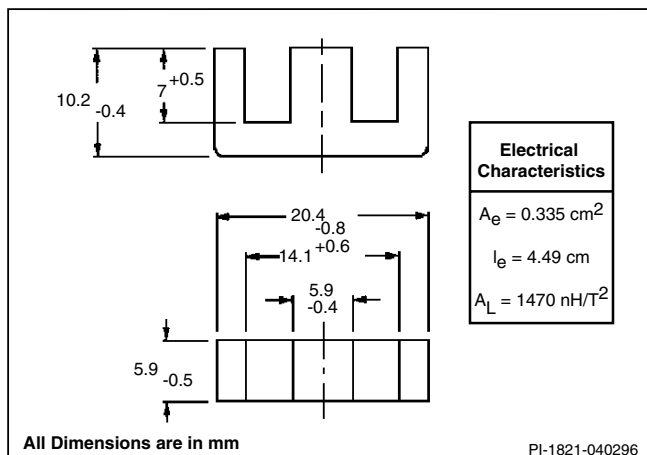 10.2 -0.4
7 +0.5
Electrical
Characteristics
Ae = 0.335 cm2
le = 4.49 cm
AL = 1470 nH/T2
20.4 -0.8
14.1 +0.6
5.9 -0.4
5.9 -0.5
All Dimensions are in mm
PI-1821-040296